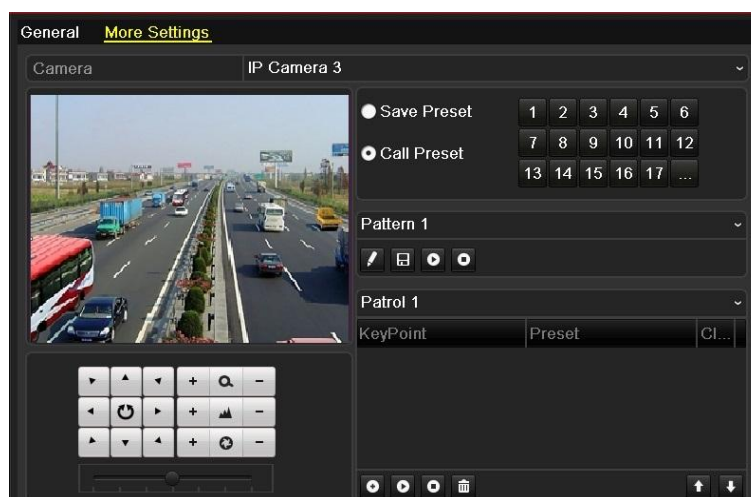 General More Settings
Camera IP Camera 3
Save Preset
Call Preset
1 2 3 4 5 6
7 8 9 10 11 12
13 14 15 16 17 ...
Pattern 1
Patrol 1
KeyPoint Preset Cl...